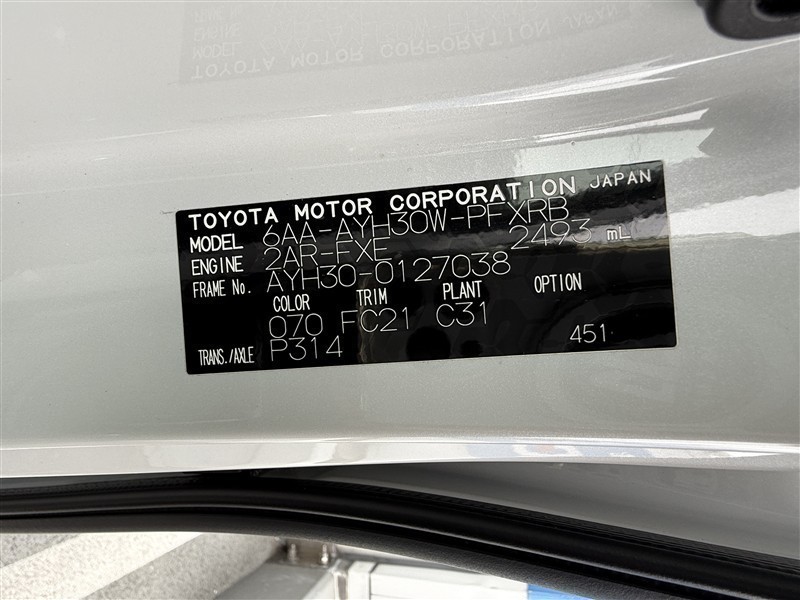 TOYOTA MOTOR CORPORATION JAPAN
MODEL 6AA-AYH30W-PFXRB
ENGINE 2AR-FXE 2493 mL
FRAME No. AYH30-0127038
COLOR TRIM PLANT OPTION
070 FC21 C31
TRANS./AXLE P314 451